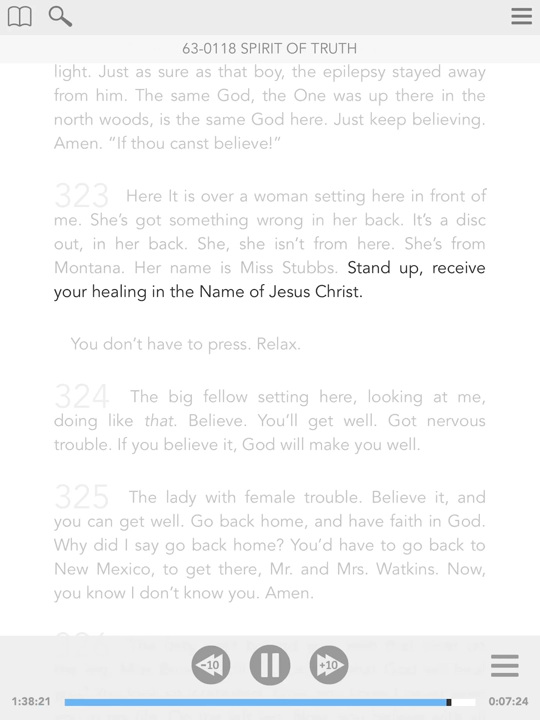 63-0118 SPIRIT OF TRUTH
light. Just as sure as that boy, the epilepsy stayed away
from him. The same God, the One was up there in the
north woods, is the same God here. Just keep believing.
Amen. “If thou canst believe!”
323 Here It is over a woman setting here in front of
me. She’s got something wrong in her back. It’s a disc
out, in her back. She, she isn’t from here. She’s from
Montana. Her name is Miss Stubbs. Stand up, receive
your healing in the Name of Jesus Christ.
You don’t have to press. Relax.
324 The big fellow setting here, looking at me,
doing like that. Believe. You’ll get well. Got nervous
trouble. If you believe it, God will make you well.
325 The lady with female trouble. Believe it, and
you can get well. Go back home, and have faith in God.
Why did I say go back home? You’d have to go back to
New Mexico, to get there, Mr. and Mrs. Watkins. Now,
you know I don’t know you. Amen.
-10 +10
1:38:21 0:07:24